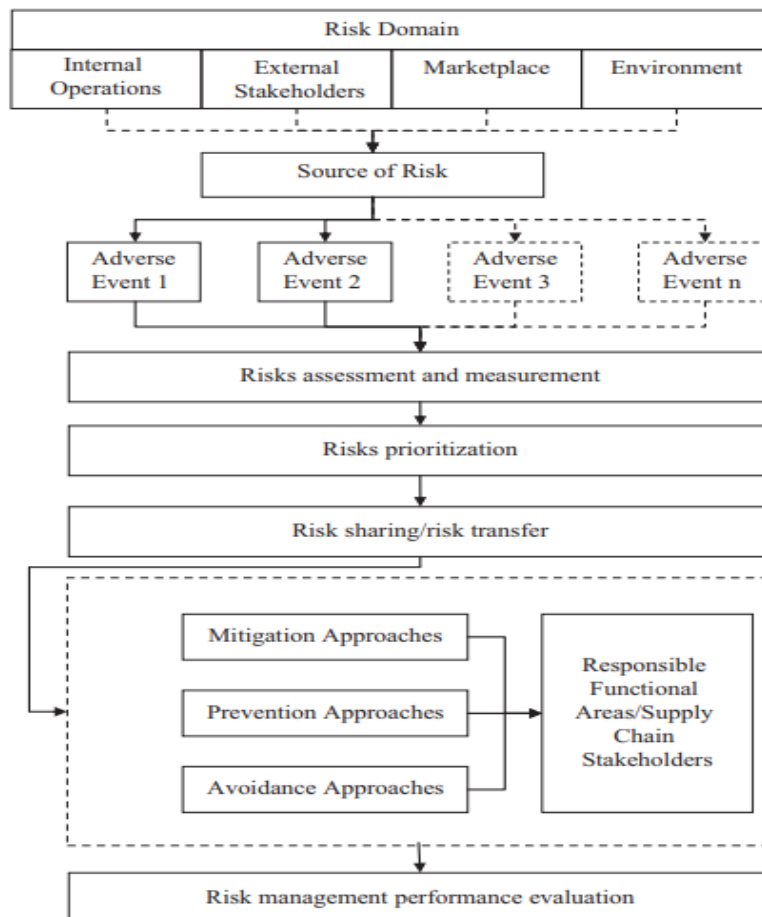 Risk Domain
Internal
Operations
External
Stakeholders
Marketplace
Environment
Source of Risk
Adverse
Event 1
Adverse
Event 2
Adverse
Event 3
Adverse
Event n
Risks assessment and measurement
Risks prioritization
Risk sharing/risk transfer
Mitigation Approaches
Prevention Approaches
Avoidance Approaches
Responsible
Functional
Areas/Supply
Chain
Stakeholders
Risk management performance evaluation